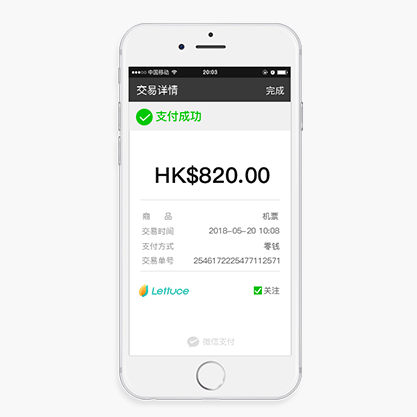 中国移动 20:03
交易详情 完成
支付成功
HK$820.00
商 品 机票
交易时间 2018-05-20 10:08
支付方式 零钱
交易单号 2546172225477112571
Lettuce 关注
微信支付